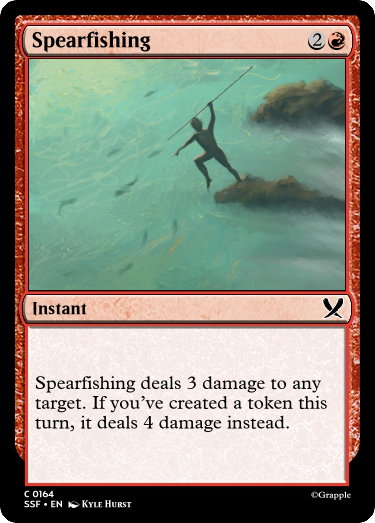 Spearfishing 2
Instant
Spearfishing deals 3 damage to any
target. If you've created a token this
turn, it deals 4 damage instead.
C 0164
SSF • EN Kyle Hurst
©Grapple